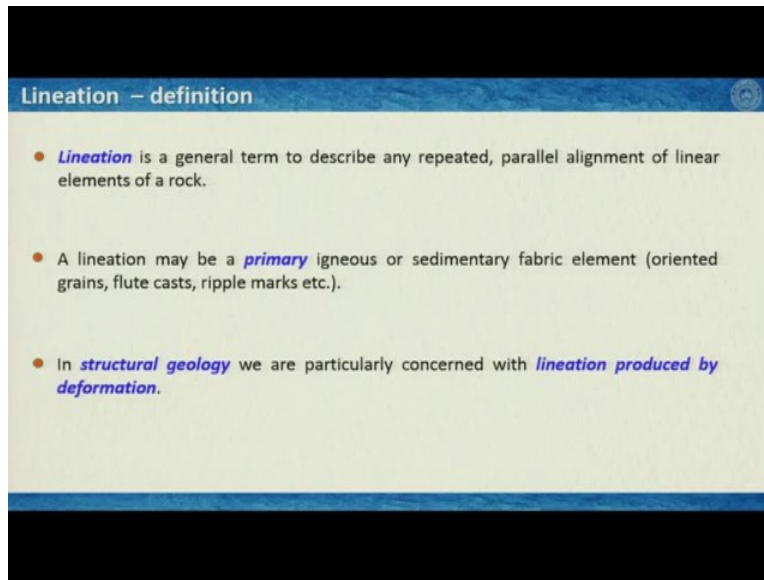 Lineation – definition
Lineation is a general term to describe any repeated, parallel alignment of linear
elements of a rock.
A lineation may be a primary igneous or sedimentary fabric element (oriented
grains, flute casts, ripple marks etc.).
In structural geology we are particularly concerned with lineation produced by
deformation.